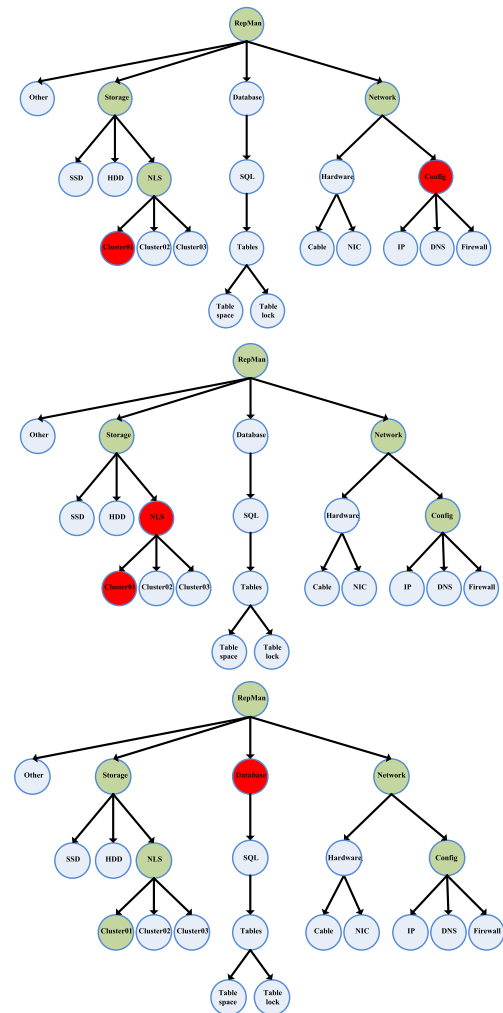 RepMan
Other
Storage
Database
Network
SSD
HDD
NLS
SQL
Hardware
Config
Cluster01
Cluster02
Cluster03
Tables
Cable
NIC
IP
DNS
Firewall
Table
space
Table
lock
RepMan
Other
Storage
Database
Network
SSD
HDD
NLS
SQL
Hardware
Config
Cluster01
Cluster02
Cluster03
Tables
Cable
NIC
IP
DNS
Firewall
Table
space
Table
lock
RepMan
Other
Storage
Database
Network
SSD
HDD
NLS
SQL
Hardware
Config
Cluster01
Cluster02
Cluster03
Tables
Cable
NIC
IP
DNS
Firewall
Table
space
Table
lock